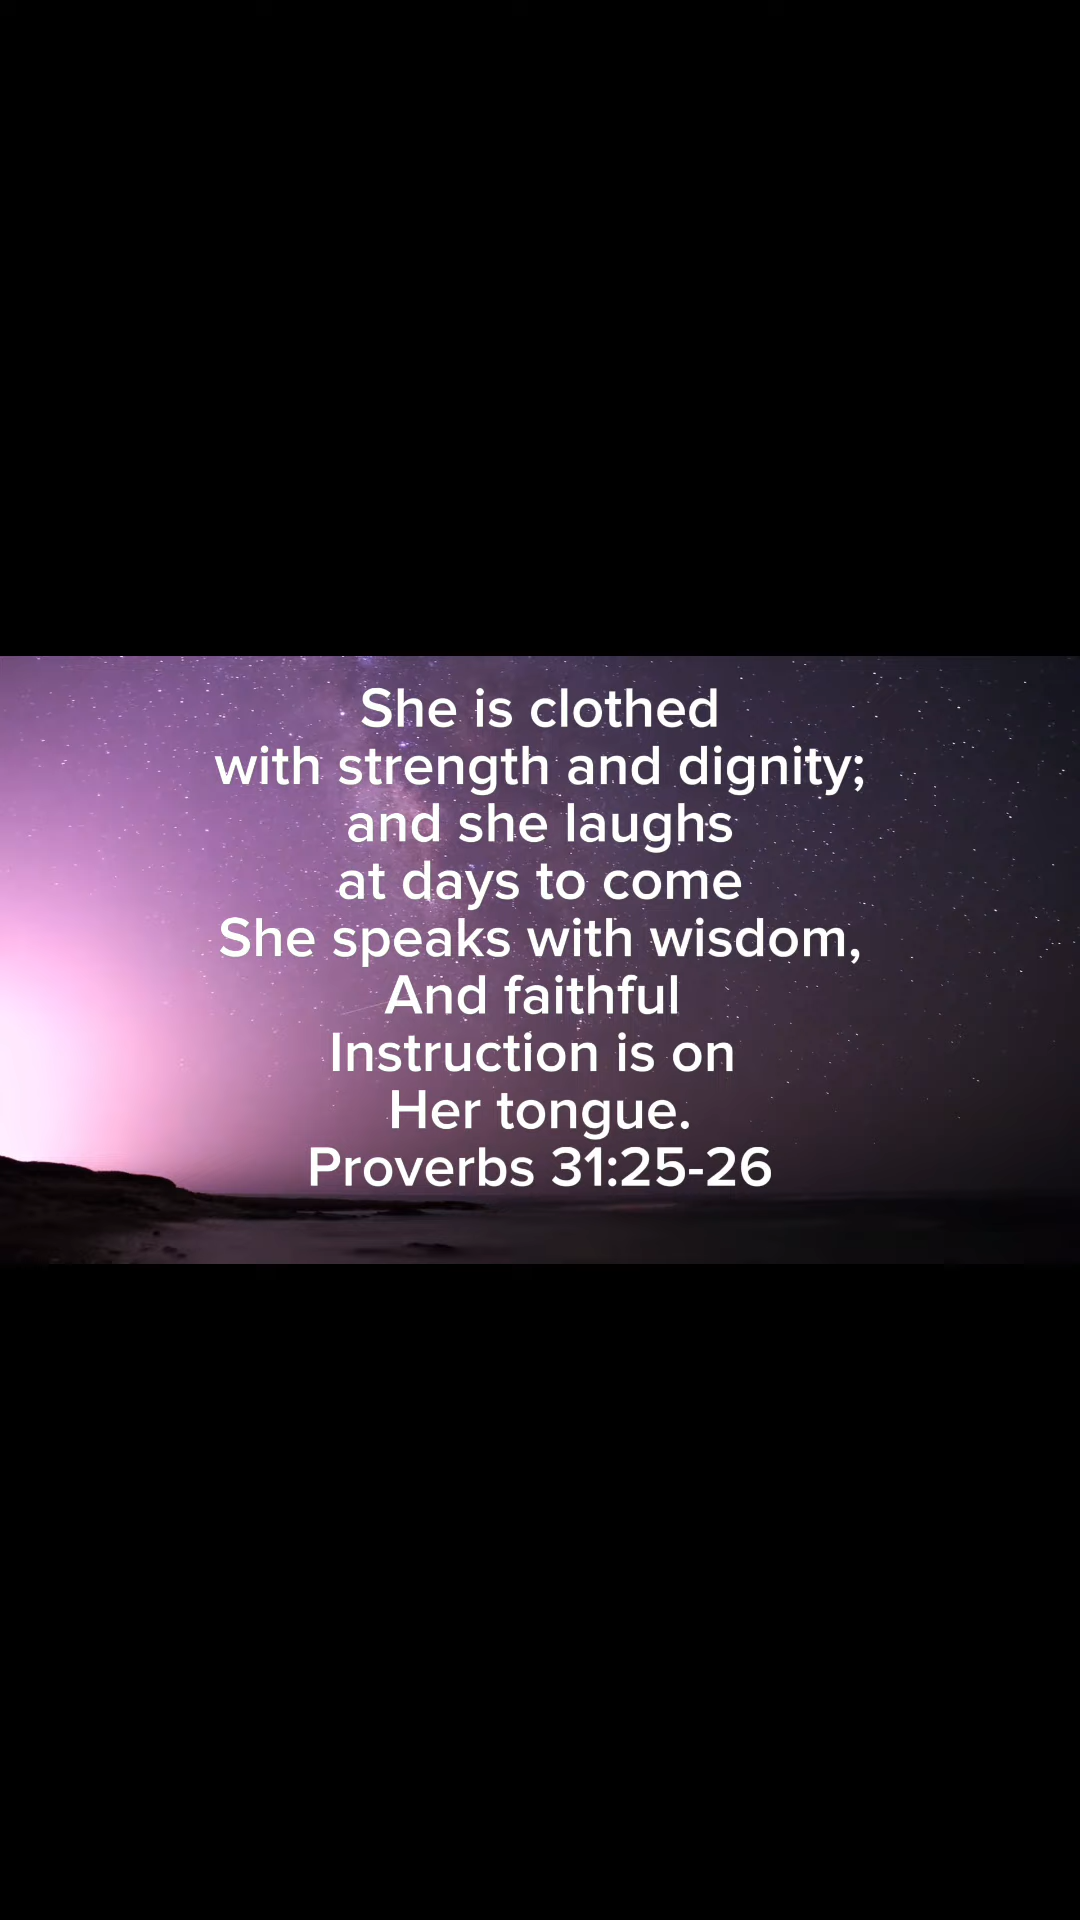 She is clothed
with strength and dignity;
and she laughs
at days to come
She speaks with wisdom,
And faithful
Instruction is on
Her tongue.
Proverbs 31:25-26